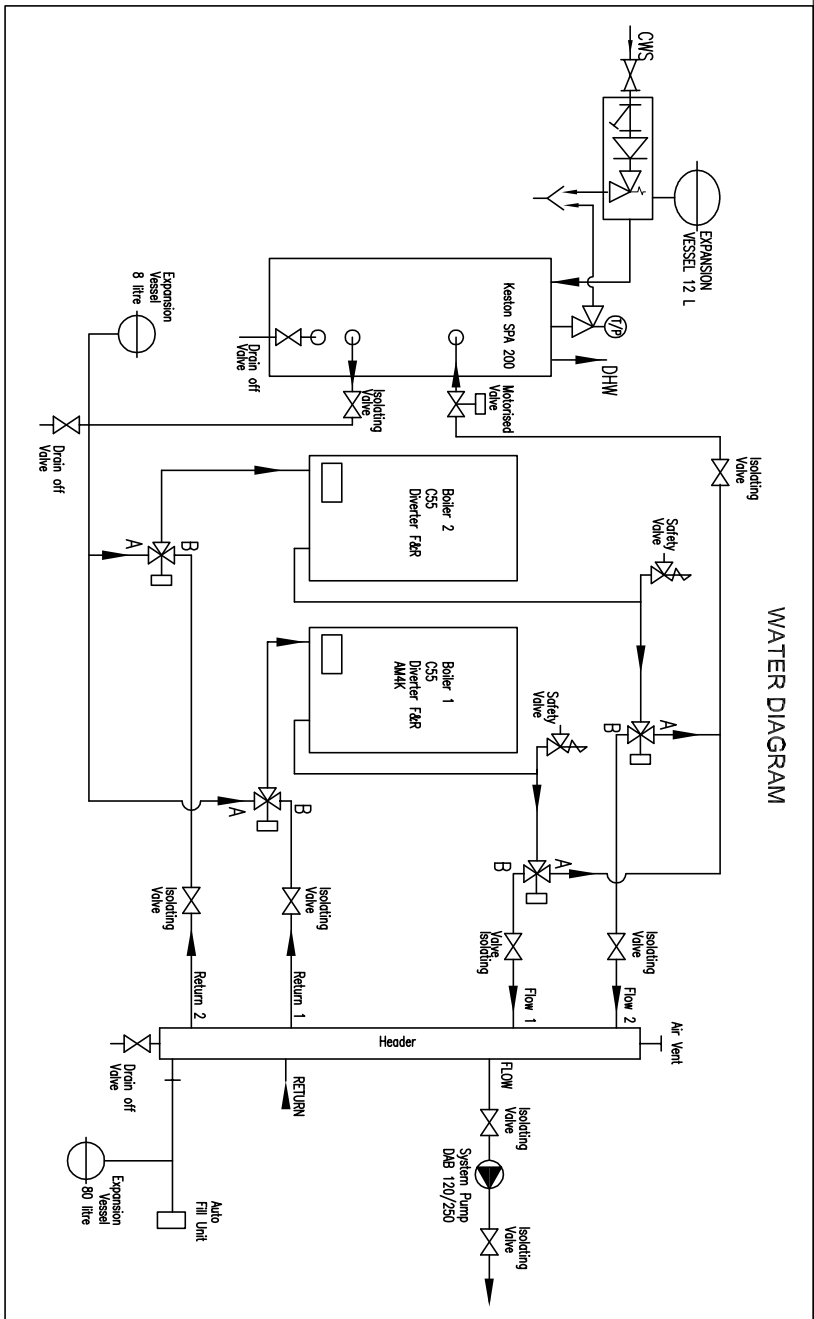 WATER DIAGRAM
CWS
EXPANSION
VESSEL 12 L
T/P
DHW
Keston SPA 200
Drain off
Valve
Isolating
Valve
Motorised
Valve
Isolating
Valve
Expansion
Vessel
8 litre
Drain off
Valve
Boiler 2
C55
Diverter F&R
Safety
Valve
A
B
A
B
Boiler 1
C55
Diverter F&R
AM4K
Safety
Valve
A
B
A
B
Isolating
Valve
Isolating
Valve
Valve
Isolating
Isolating
Valve
Return 2
Return 1
Flow 1
Flow 2
Air Vent
Header
Drain off
Valve
RETURN
FLOW
Isolating
Valve
System Pump
DAB 120/250
Isolating
Valve
Expansion
Vessel
80 litre
Auto
Fill Unit